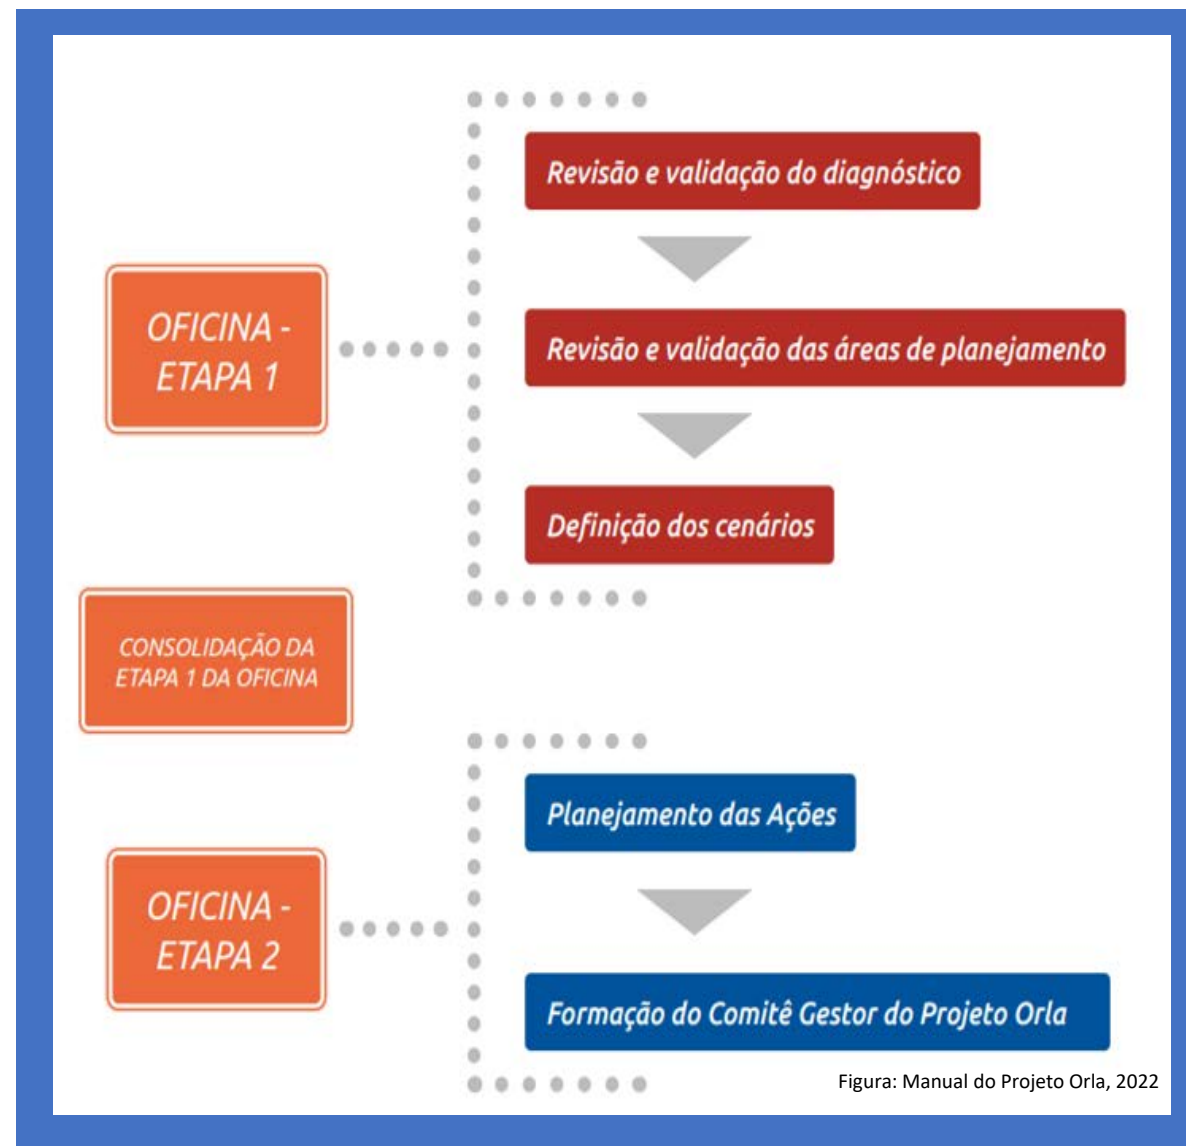 OFICINA -
ETAPA 1
Revisão e validação do diagnóstico
Revisão e validação das áreas de planejamento
Definição dos cenários
CONSOLIDAÇÃO DA
ETAPA 1 DA OFICINA
OFICINA -
ETAPA 2
Planejamento das Ações
Formação do Comitê Gestor do Projeto Orla
Figura: Manual do Projeto Orla, 2022